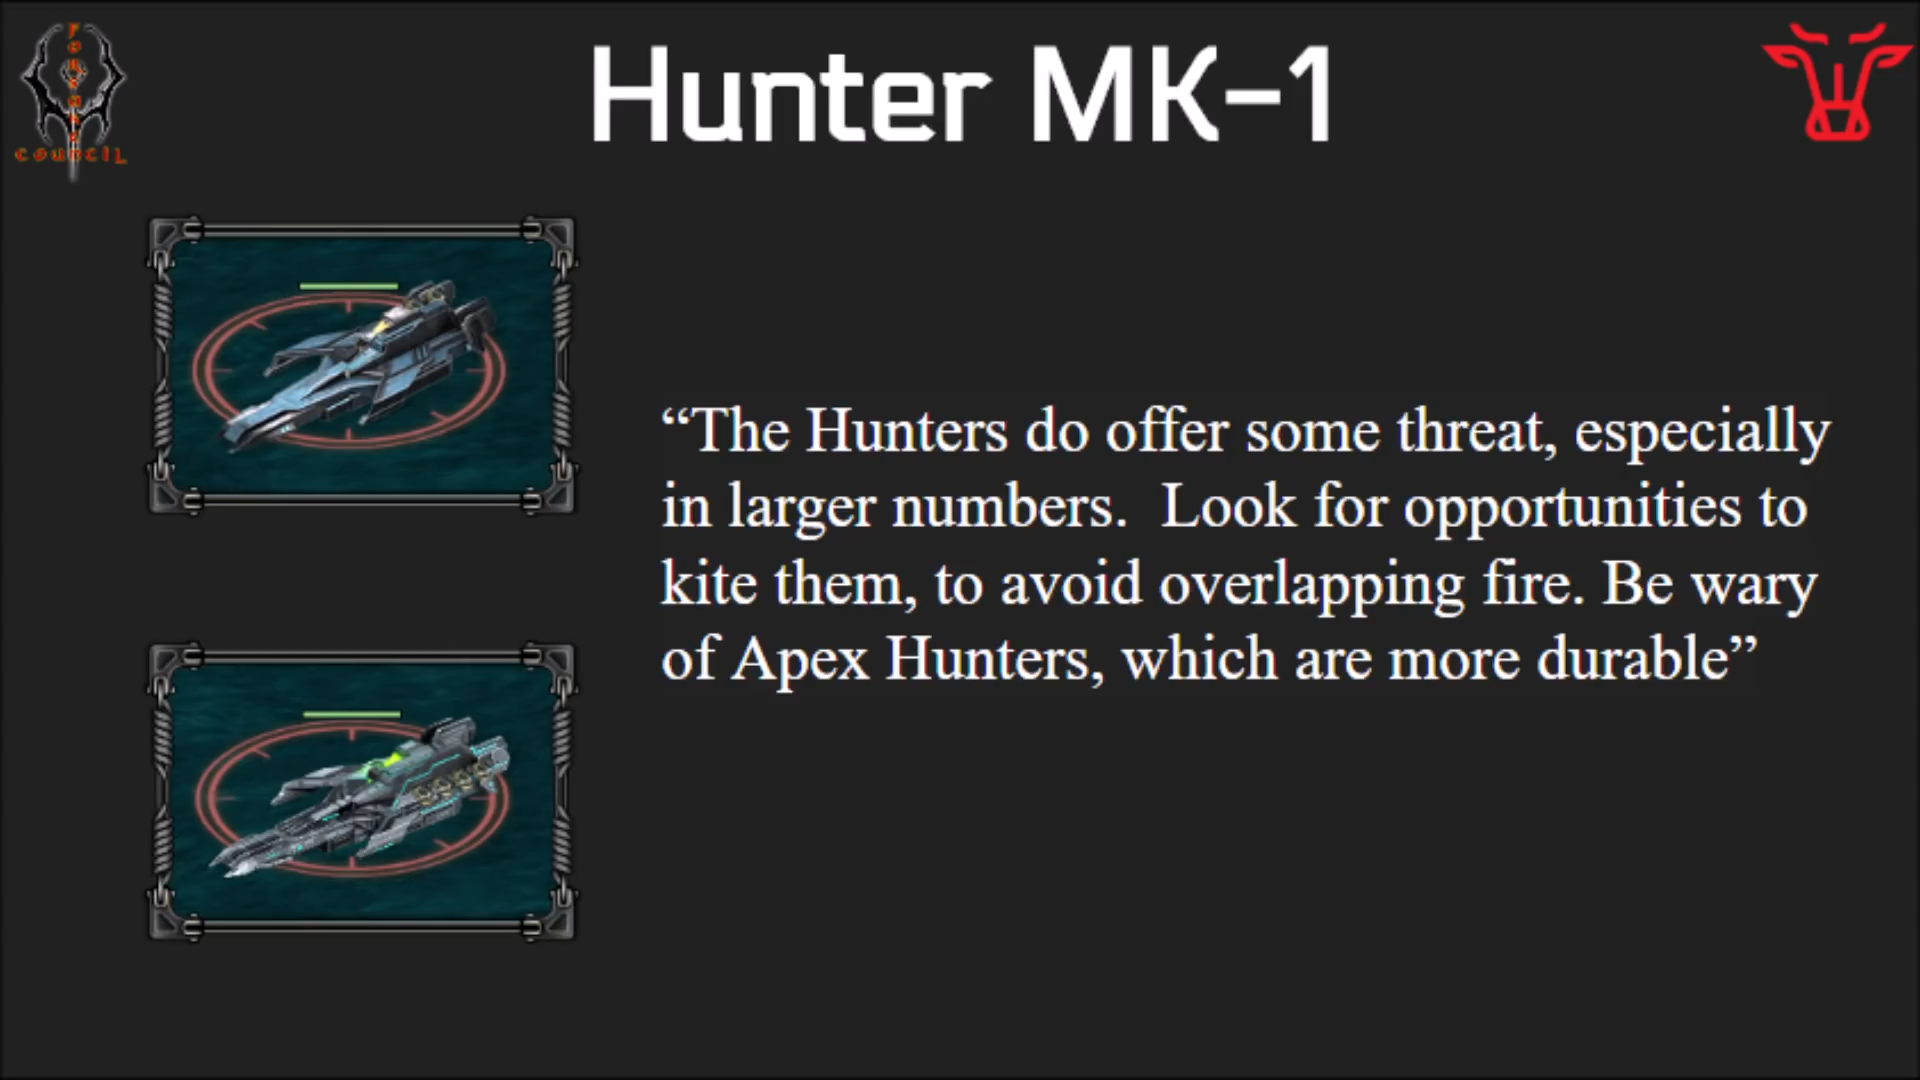 Hunter MK-1
COUNCIL
“The Hunters do offer some threat, especially
in larger numbers.  Look for opportunities to
kite them, to avoid overlapping fire. Be wary
of Apex Hunters, which are more durable”